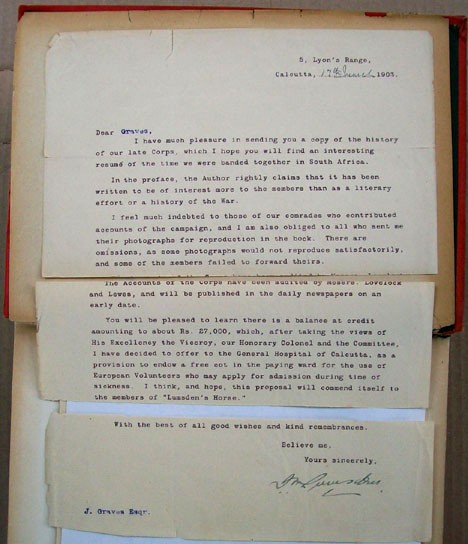 5, Lyon's Range,
Calcutta, 17th March 1903.
Dear Graves,
I have much pleasure in sending you a copy of the history
of our late Corps, which I hope you will find an interesting
resumé of the time we were banded together in South Africa.
In the preface, the Author rightly claims that it has been
written to be of interest more to the members than as a literary
effort or a history of the War.
I feel much indebted to those of our comrades who contributed
accounts of the campaign, and I am also obliged to all who sent me
their photographs for reproduction in the book. There are
omissions, as some photographs would not reproduce satisfactorily,
and some of the members failed to forward theirs.
The accounts of the Corps have been audited by Messrs. Lovelock
and Lewes, and will be published in the daily newspapers on an
early date.
You will be pleased to learn there is a balance at credit
amounting to about Rs. 27,000, which, after taking the views of
His Excellency the Viceroy, our Honorary Colonel and the Committee,
I have decided to offer to the General Hospital of Calcutta, as a
provision to endow a free cot in the paying ward for the use of
European Volunteers who may apply for admission during time of
sickness. I think, and hope, this proposal will commend itself to
the members of "Lumsden's Horse."
With the best of all good wishes and kind remembrances.
Believe me,
Yours sincerely,
J. Graves Esqr.